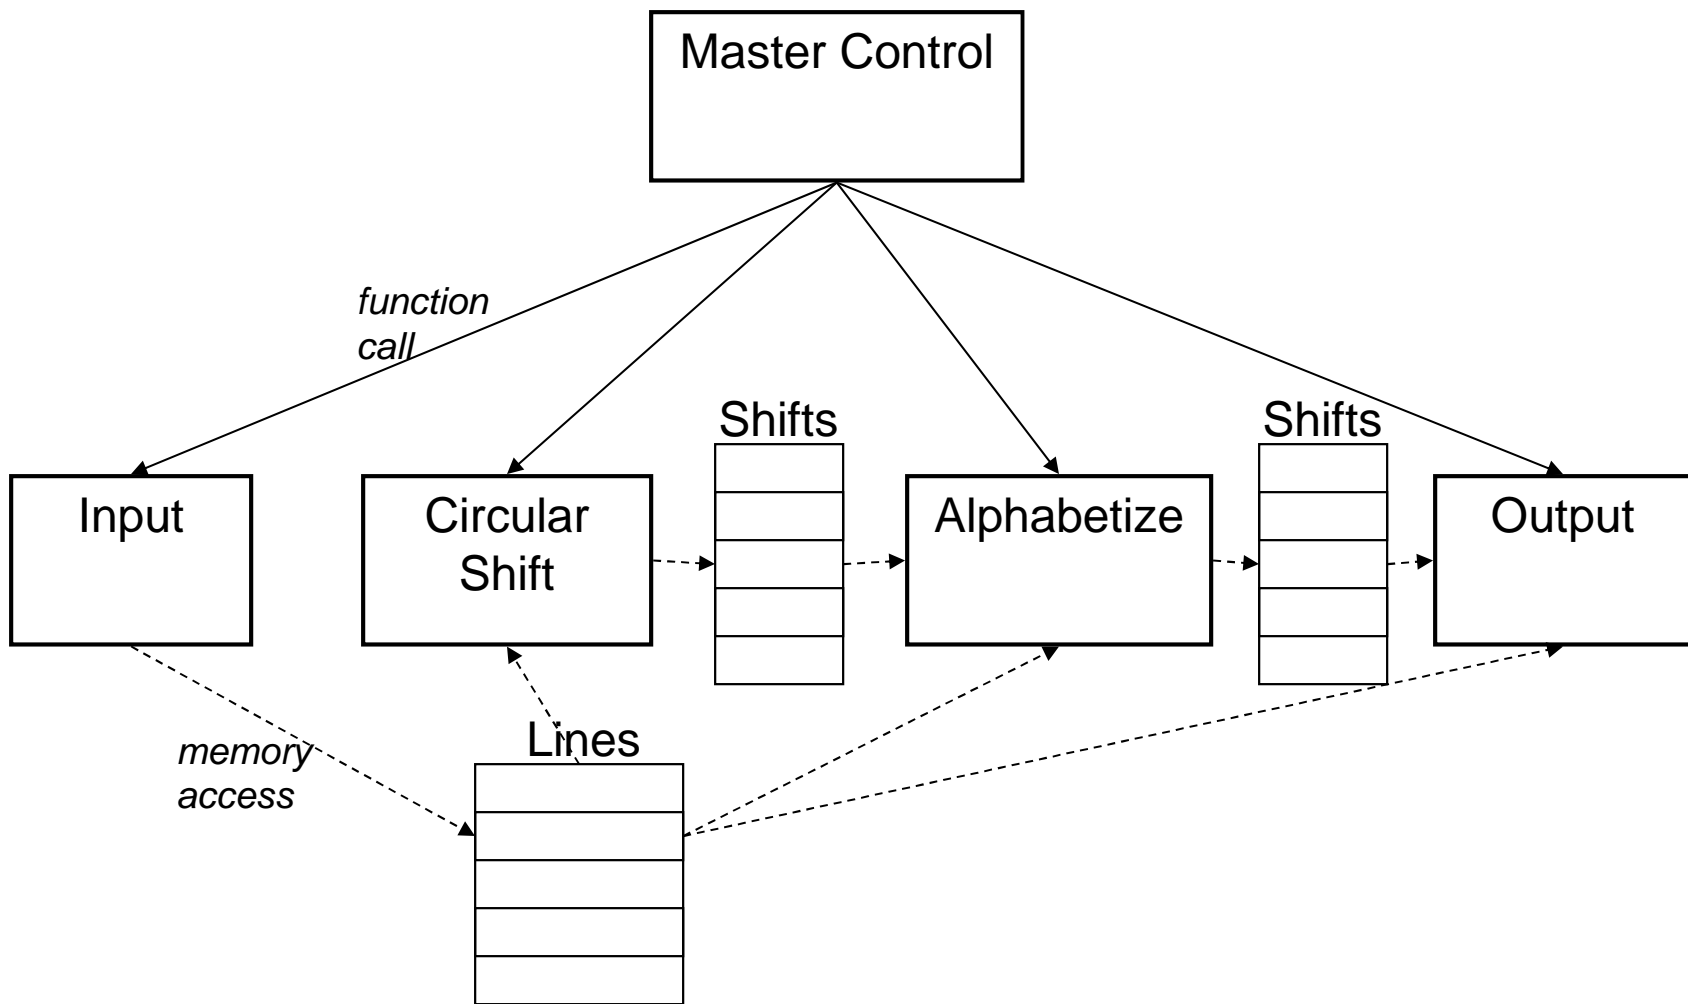 Master Control
function
call
Shifts
Shifts
Input
Circular
Shift
Alphabetize
Output
Lines
memory
access